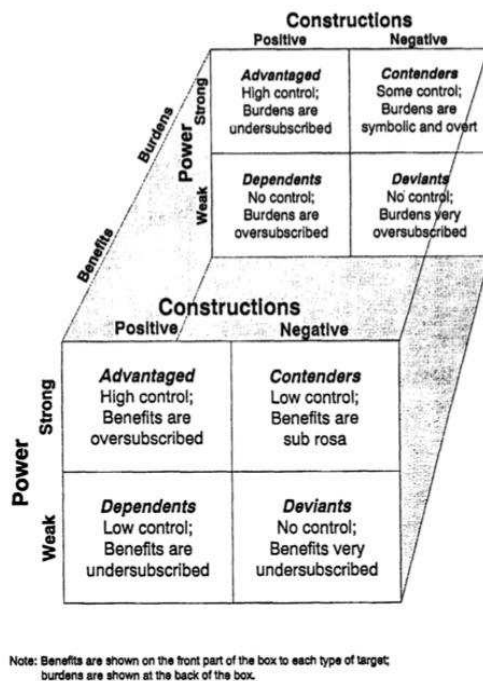 Constructions
Positive Negative
Advantaged
High control;
Burdens are
undersubscribed
Contenders
Some control;
Burdens are
symbolic and overt
Dependents
No control;
Burdens are
oversubscribed
Deviants
No control;
Burdens very
oversubscribed
Power
Strong
Weak
Burdens
Benefits
Constructions
Positive Negative
Advantaged
High control;
Benefits are
oversubscribed
Contenders
Low control;
Benefits are
sub rosa
Dependents
Low control;
Benefits are
undersubscribed
Deviants
No control;
Benefits very
undersubscribed
Power
Strong
Weak
Note: Benefits are shown on the front part of the box to each type of target;
burdens are shown at the back of the box.